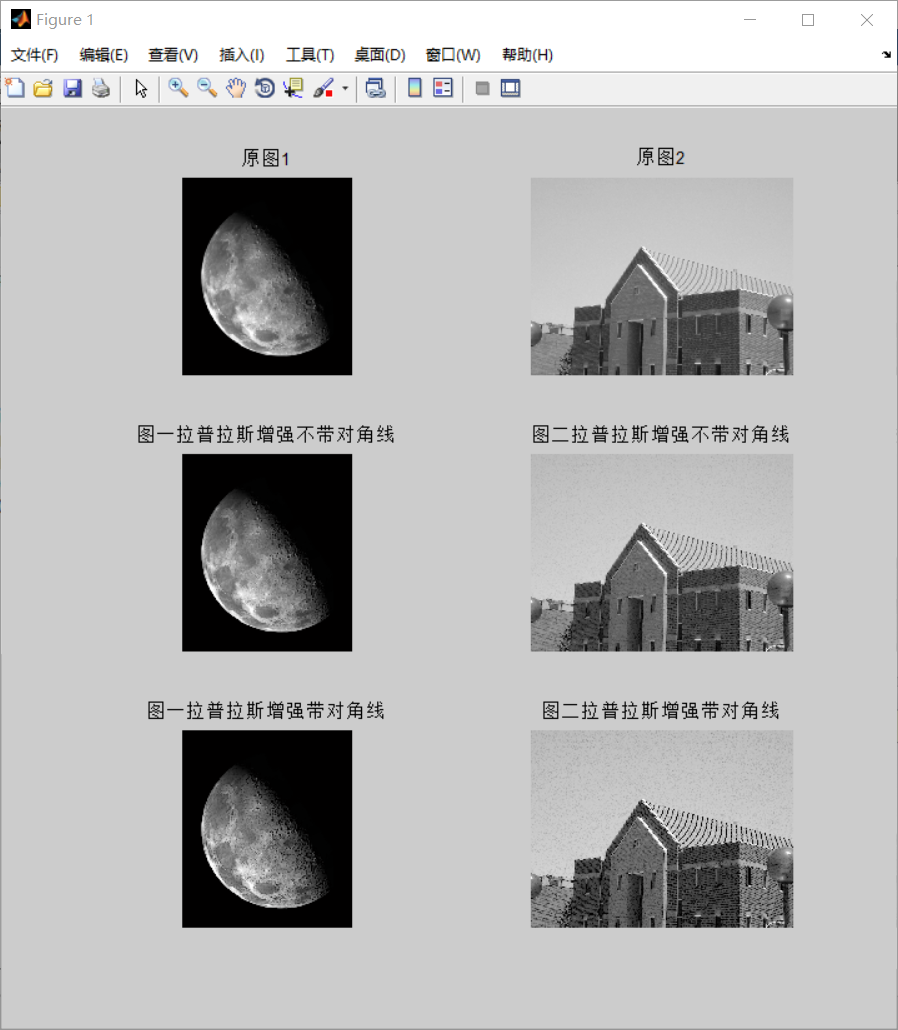 Figure 1
文件(F) 编辑(E) 查看(V) 插入(I) 工具(T) 桌面(D) 窗口(W) 帮助(H)
原图1 原图2
图一拉普拉斯增强不带对角线 图二拉普拉斯增强不带对角线
图一拉普拉斯增强带对角线 图二拉普拉斯增强带对角线